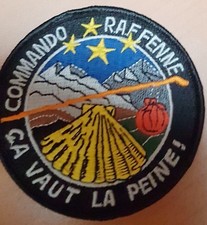 COMMANDO RAFFENNE
ÇA VAUT LA PEINE!